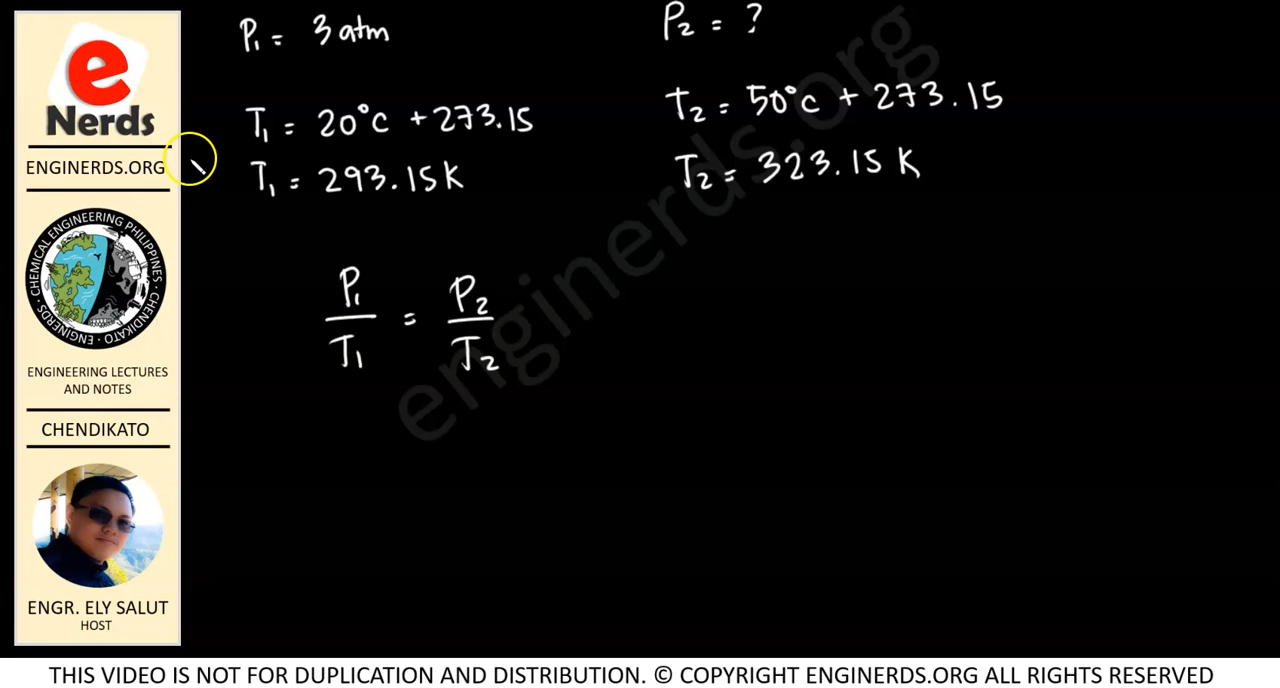 e
Nerds
ENGINERDS.ORG
CHEMICAL ENGINEERING PHILIPPINES
· CHENDIKATO · ENGINERDS ·
ENGINEERING LECTURES
AND NOTES
CHENDIKATO
ENGR. ELY SALUT
HOST
P₁ = 3 atm
T₁ = 20°C + 273.15
T₁ = 293.15 K
P₂ = ?
T₂ = 50°C + 273.15
T₂ = 323.15 K
P₁/T₁ = P₂/T₂
enginerds.org
THIS VIDEO IS NOT FOR DUPLICATION AND DISTRIBUTION. © COPYRIGHT ENGINERDS.ORG ALL RIGHTS RESERVED